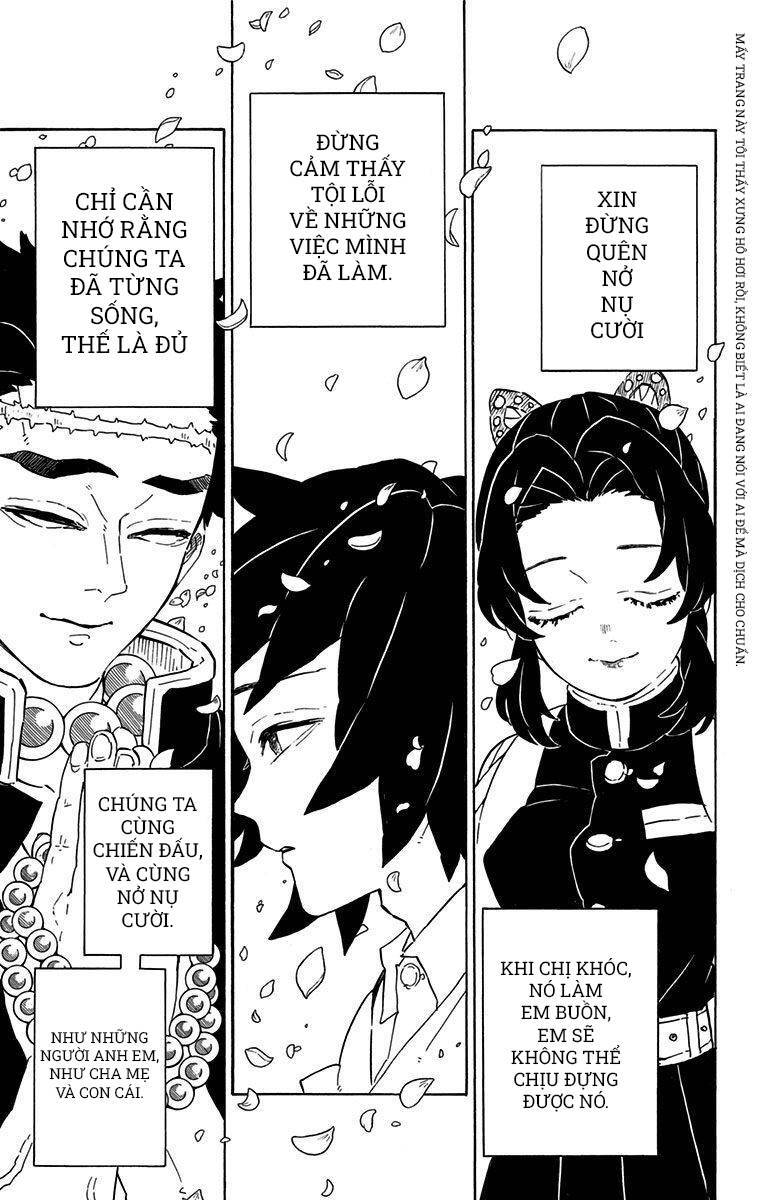 MẤY TRANG NÀY TÔI THẤY XƯNG HÔ HƠI RỐI, KHÔNG BIẾT LÀ AI ĐANG NÓI VỚI AI ĐỂ MÀ DỊCH CHO CHUẨN.
XIN
ĐỪNG
QUÊN
NỞ
NỤ
CƯỜI
KHI CHỊ KHÓC,
NÓ LÀM
EM BUỒN,
EM SẼ
KHÔNG THỂ
CHỊU ĐỰNG
ĐƯỢC NÓ.
ĐỪNG
CẢM THẤY
TỘI LỖI
VỀ NHỮNG
VIỆC MÌNH
ĐÃ LÀM.
CHỈ CẦN
NHỚ RẰNG
CHÚNG TA
ĐÃ TỪNG
SỐNG,
THẾ LÀ ĐỦ
CHÚNG TA
CÙNG
CHIẾN ĐẤU,
VÀ CÙNG
NỞ NỤ
CƯỜI.
NHƯ NHỮNG
NGƯỜI ANH EM,
NHƯ CHA MẸ
VÀ CON CÁI.